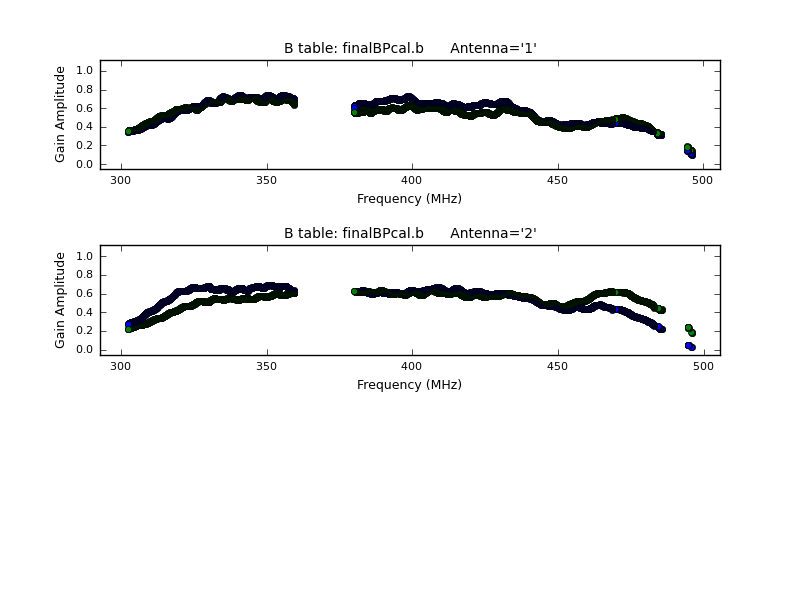 B table: finalBPcal.b Antenna='1'
1.0
0.8
0.6
0.4
0.2
0.0
Gain Amplitude
300 350 400 450 500
Frequency (MHz)
B table: finalBPcal.b Antenna='2'
1.0
0.8
0.6
0.4
0.2
0.0
Gain Amplitude
300 350 400 450 500
Frequency (MHz)